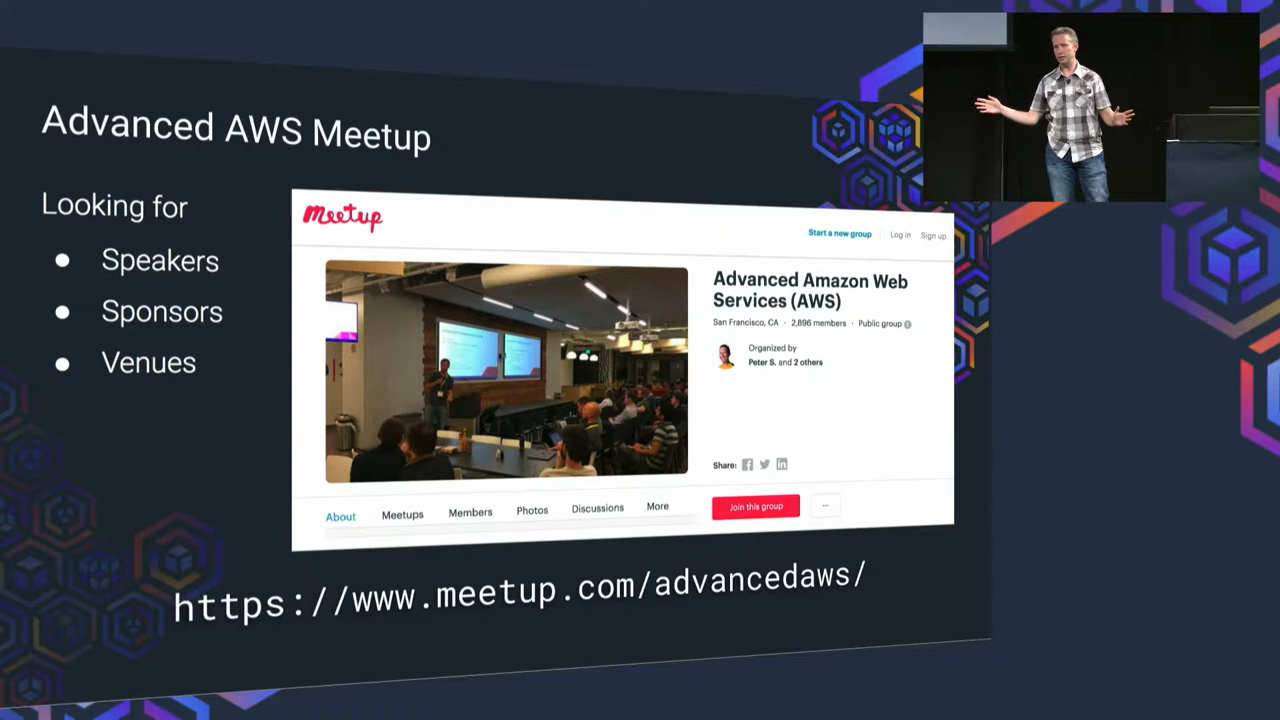 Advanced AWS Meetup
Looking for
● Speakers
● Sponsors
● Venues
Meetup
Start a new group Log in Sign up
Advanced Amazon Web
Services (AWS)
San Francisco, CA · 2,896 members · Public group
Organized by
Peter S. and 2 others
Share:
About Meetups Members Photos Discussions More
Join this group ...
https://www.meetup.com/advancedaws/